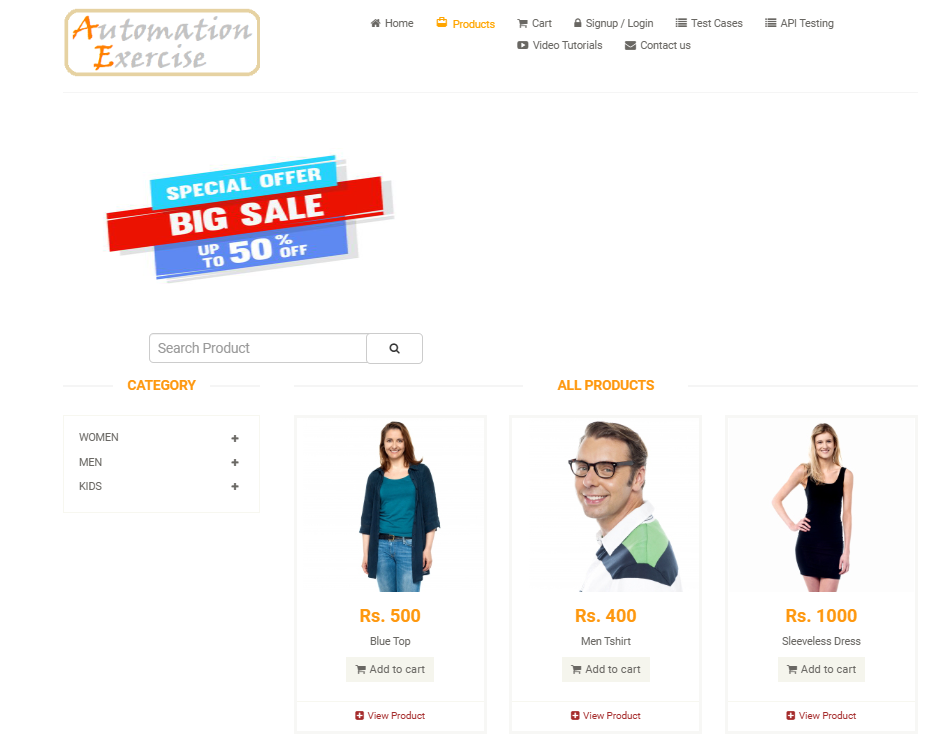 Automation
Exercise
Home Products Cart Signup / Login Test Cases API Testing
Video Tutorials Contact us
SPECIAL OFFER
BIG SALE
UP TO 50% OFF
Search Product
CATEGORY
ALL PRODUCTS
WOMEN
MEN
KIDS
Rs. 500
Blue Top
Add to cart
View Product
Rs. 400
Men Tshirt
Add to cart
View Product
Rs. 1000
Sleeveless Dress
Add to cart
View Product